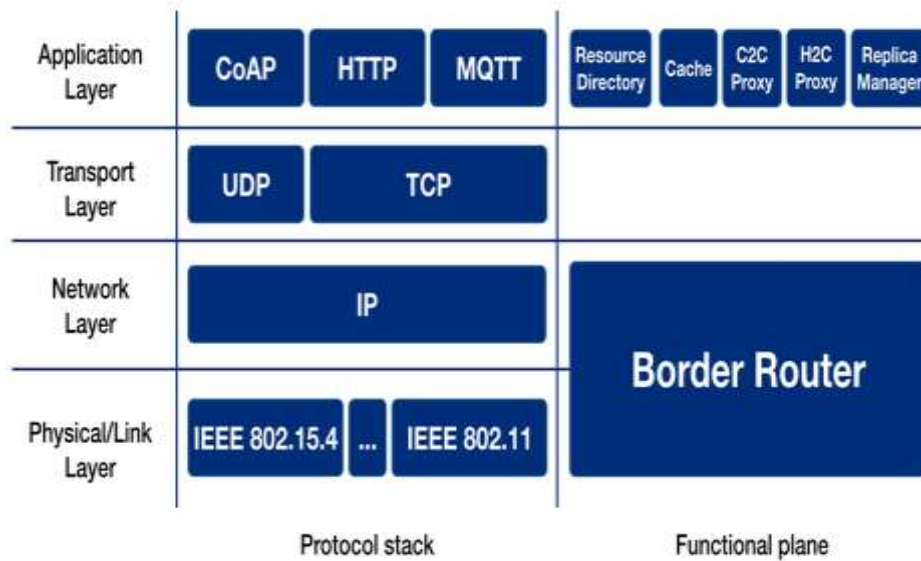 Application
Layer
CoAP
HTTP
MQTT
Resource
Directory
Cache
C2C
Proxy
H2C
Proxy
Replica
Manager
Transport
Layer
UDP
TCP
Network
Layer
IP
Border Router
Physical/Link
Layer
IEEE 802.15.4
...
IEEE 802.11
Protocol stack
Functional plane